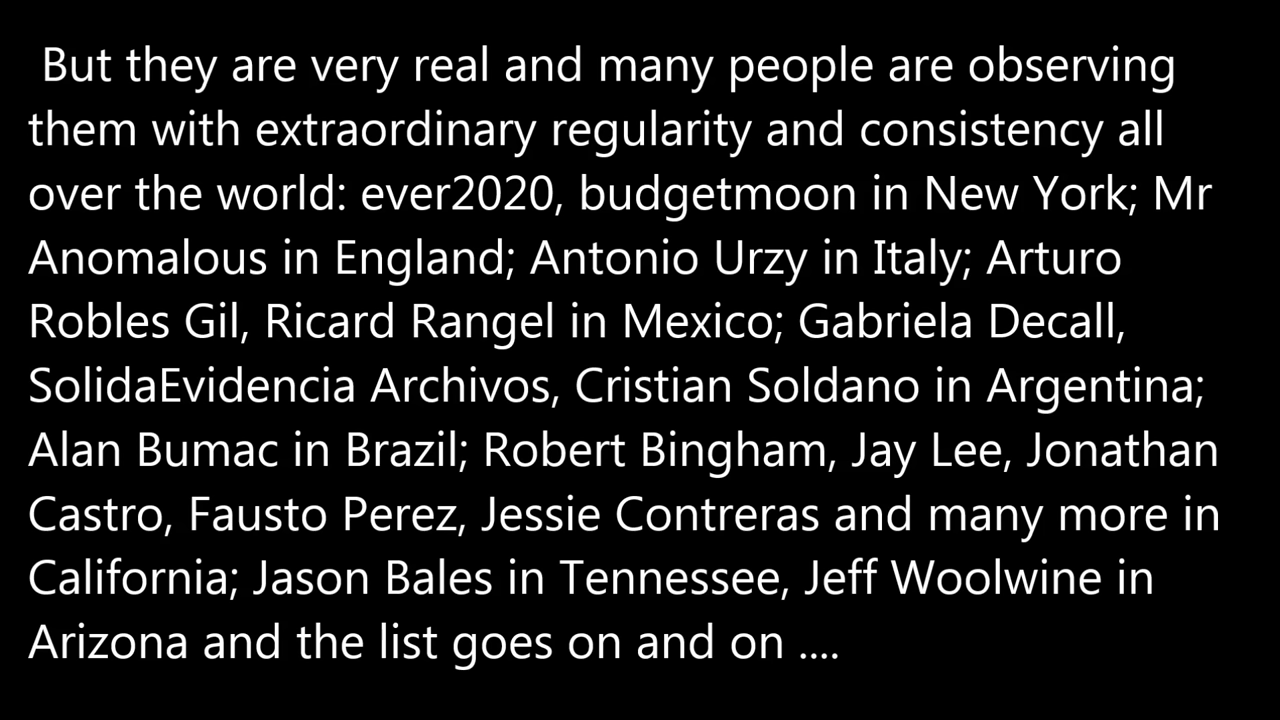 But they are very real and many people are observing
them with extraordinary regularity and consistency all
over the world: ever2020, budgetmoon in New York; Mr
Anomalous in England; Antonio Urzy in Italy; Arturo
Robles Gil, Ricard Rangel in Mexico; Gabriela Decall,
SolidaEvidencia Archivos, Cristian Soldano in Argentina;
Alan Bumac in Brazil; Robert Bingham, Jay Lee, Jonathan
Castro, Fausto Perez, Jessie Contreras and many more in
California; Jason Bales in Tennessee, Jeff Woolwine in
Arizona and the list goes on and on ....